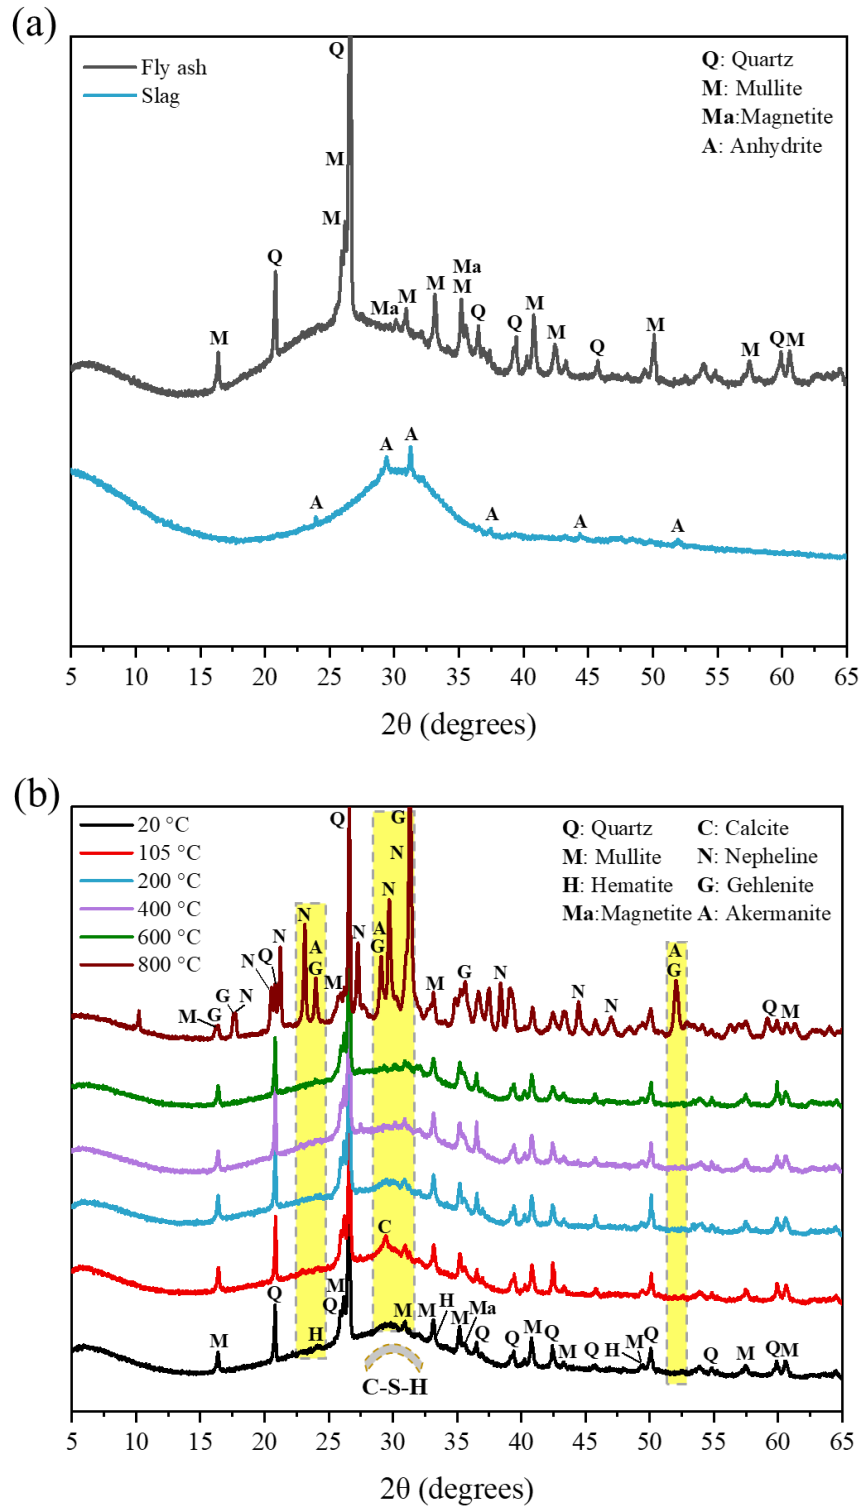 (a)
Fly ash
Slag
Q: Quartz
M: Mullite
Ma:Magnetite
A: Anhydrite
Q
M
M
Q
M
Ma
M
M
Ma
M
Q
Q
M
M
Q
M
M
Q M
A
A
A
A
A
A
5 10 15 20 25 30 35 40 45 50 55 60 65
2θ (degrees)
(b)
20 °C
105 °C
200 °C
400 °C
600 °C
800 °C
Q: Quartz C: Calcite
M: Mullite N: Nepheline
H: Hematite G: Gehlenite
Ma:Magnetite A: Akermanite
Q
G
N
N
N
N
A
G
N
Q
N
A
G
N
M
M
G
G
N
M
G
N
N
N
A
G
Q
M
C
Q
M
Q
M
H
M
M
H
M
Ma
Q
Q
M
Q
M
Q
H
M
Q
Q
M
Q M
C-S-H
5 10 15 20 25 30 35 40 45 50 55 60 65
2θ (degrees)